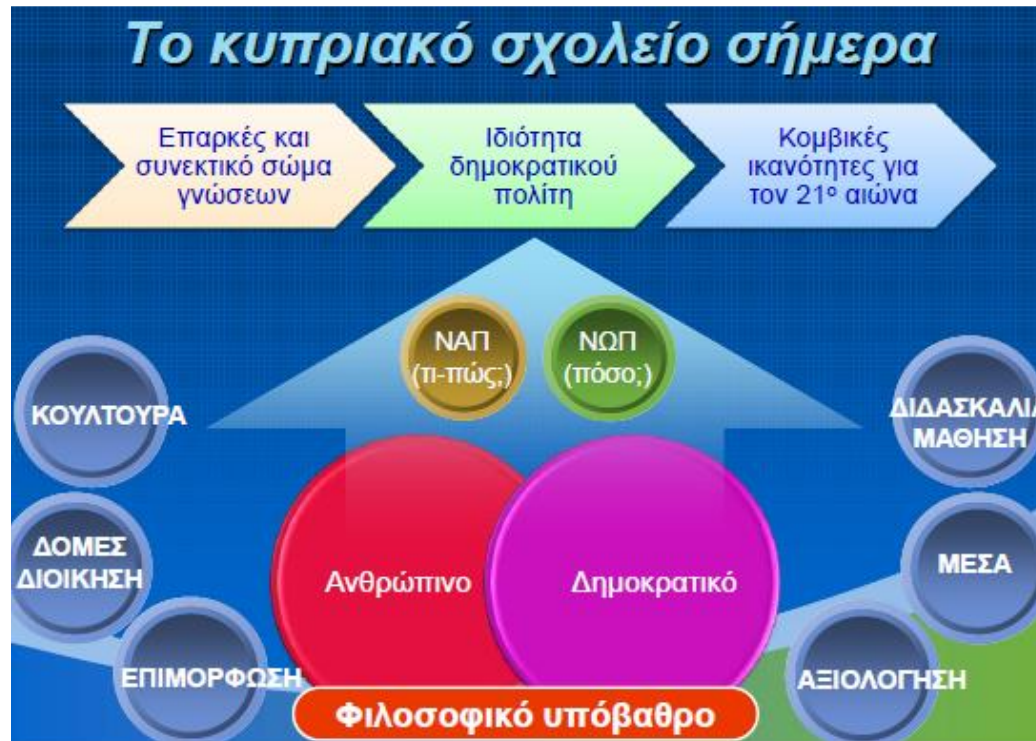 Το κυπριακό σχολείο σήμερα
Επαρκές και
συνεκτικό σώμα
γνώσεων
Ιδιότητα
δημοκρατικού
πολίτη
Κομβικές
ικανότητες για
τον 21ο αιώνα
ΝΑΠ
(τι-πώς;)
ΝΩΠ
(πόσο;)
ΚΟΥΛΤΟΥΡΑ
ΔΟΜΕΣ
ΔΙΟΙΚΗΣΗ
ΕΠΙΜΟΡΦΩΣΗ
Ανθρώπινο
Δημοκρατικό
ΔΙΔΑΣΚΑΛΙΑ
ΜΑΘΗΣΗ
ΜΕΣΑ
ΑΞΙΟΛΟΓΗΣΗ
Φιλοσοφικό υπόβαθρο